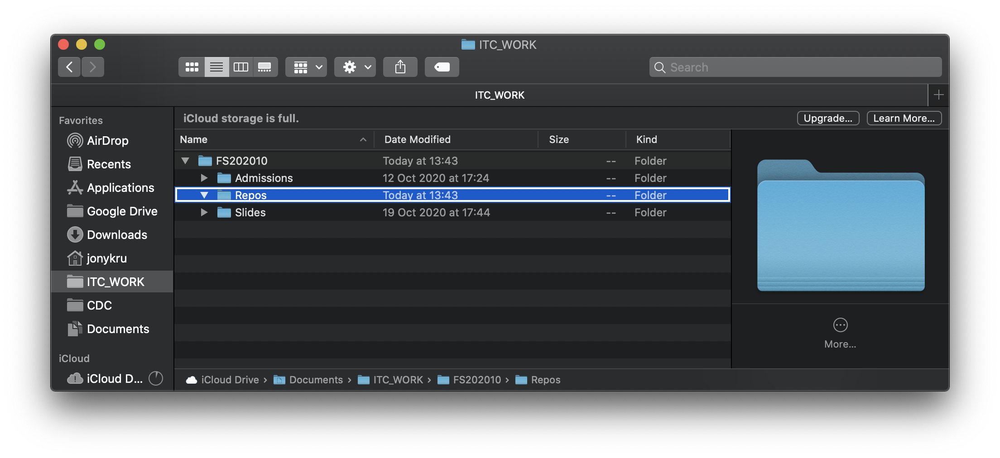 ITC_WORK
Search
ITC_WORK
Favorites
AirDrop
Recents
Applications
Google Drive
Downloads
jonykru
ITC_WORK
CDC
Documents
iCloud
iCloud D...
iCloud storage is full.
Upgrade... Learn More...
Name Date Modified Size Kind
FS202010 Today at 13:43 -- Folder
Admissions 12 Oct 2020 at 17:24 -- Folder
Repos Today at 13:43 -- Folder
Slides 19 Oct 2020 at 17:44 -- Folder
More...
iCloud Drive › Documents › ITC_WORK › FS202010 › Repos